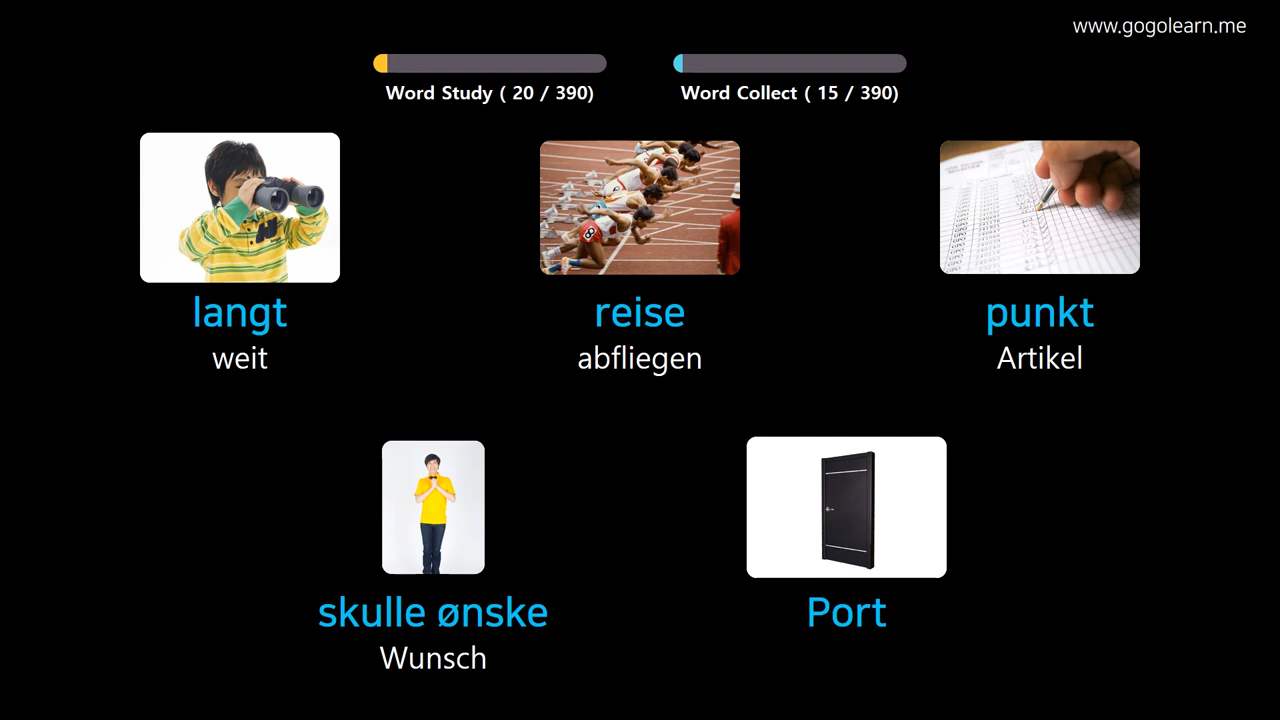 www.gogolearn.me
Word Study ( 20 / 390)
Word Collect ( 15 / 390)
langt
weit
reise
abfliegen
punkt
Artikel
skulle ønske
Wunsch
Port